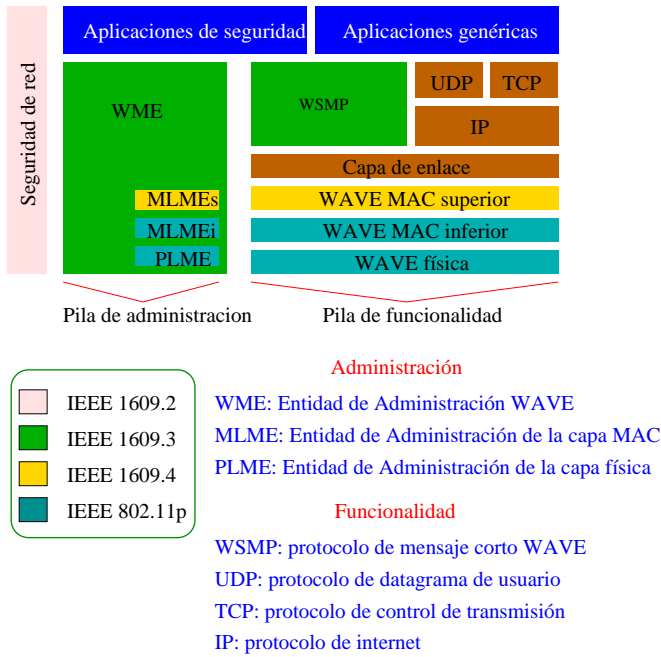 Aplicaciones de seguridad
Aplicaciones genéricas
Seguridad de red
WME
WSMP
UDP
TCP
IP
Capa de enlace
MLMEs
WAVE MAC superior
MLMEi
WAVE MAC inferior
PLME
WAVE física
Pila de administracion
Pila de funcionalidad
IEEE 1609.2
IEEE 1609.3
IEEE 1609.4
IEEE 802.11p
Administración
WME: Entidad de Administración WAVE
MLME: Entidad de Administración de la capa MAC
PLME: Entidad de Administración de la capa física
Funcionalidad
WSMP: protocolo de mensaje corto WAVE
UDP: protocolo de datagrama de usuario
TCP: protocolo de control de transmisión
IP: protocolo de internet